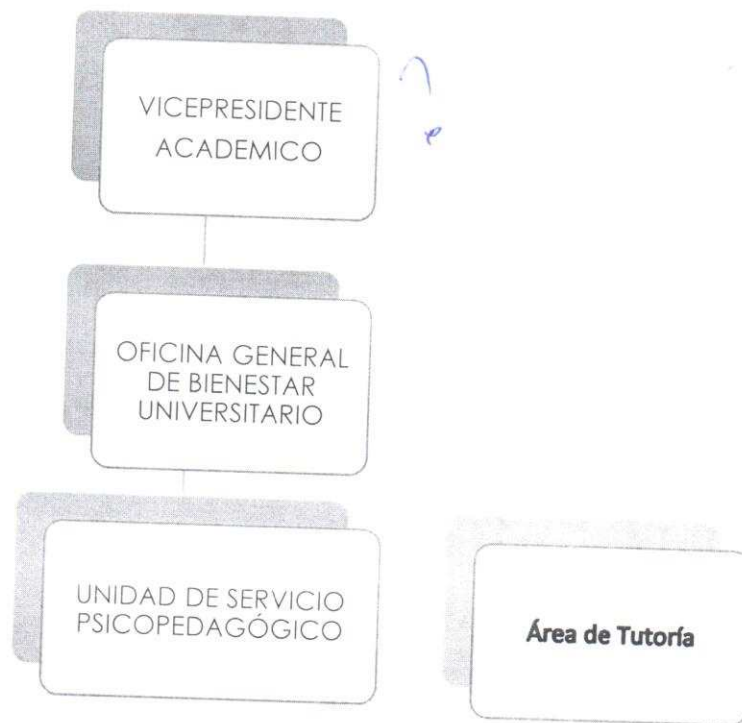 VICEPRESIDENTE
ACADEMICO
OFICINA GENERAL
DE BIENESTAR
UNIVERSITARIO
UNIDAD DE SERVICIO
PSICOPEDAGÓGICO
Área de Tutoría